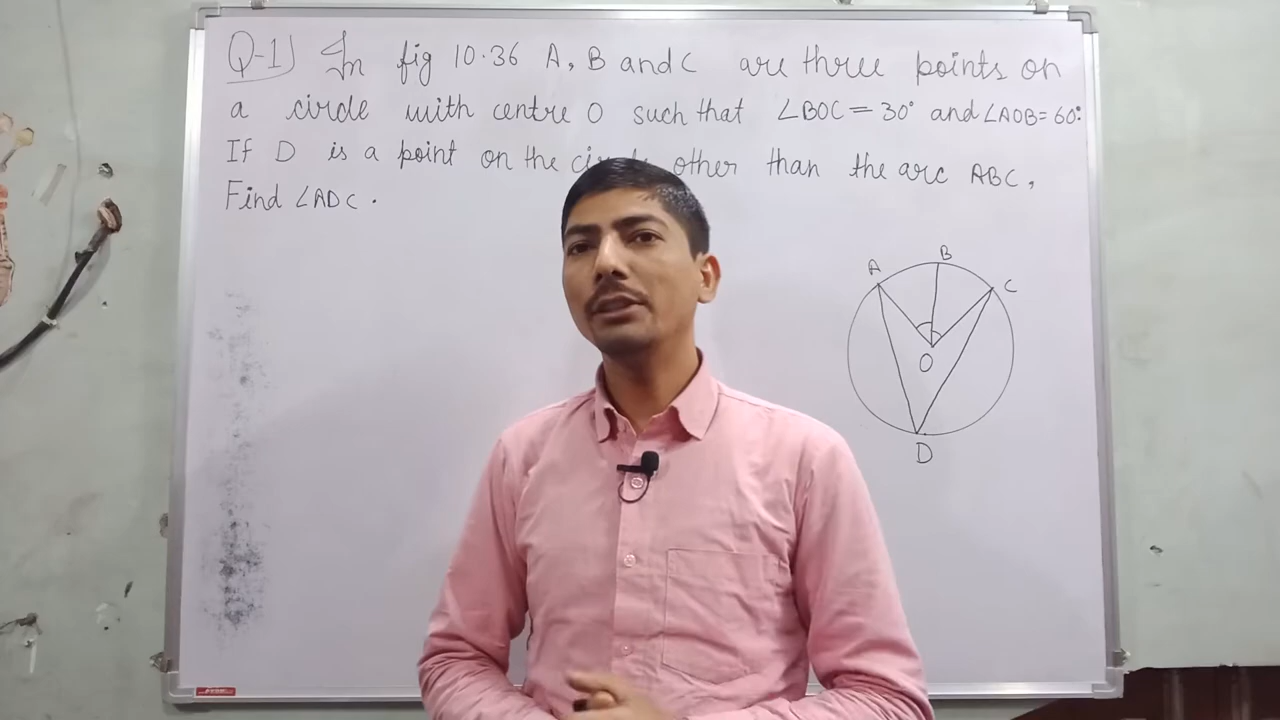 Q-1) In fig 10.36 A, B and C are three points on
a circle with centre O such that ∠BOC = 30° and ∠AOB = 60°.
If D is a point on the circle other than the arc ABC,
Find ∠ADC.
A B C
O
D